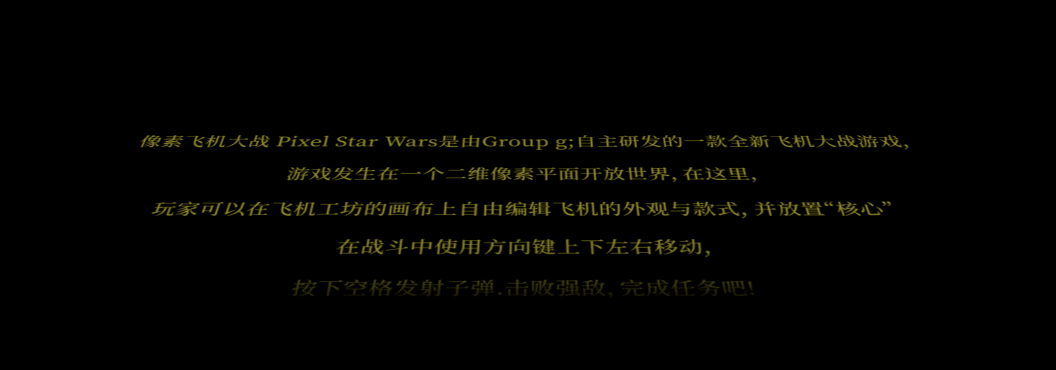 像素飞机大战 Pixel Star Wars是由Group g;自主研发的一款全新飞机大战游戏,
游戏发生在一个二维像素平面开放世界,在这里,
玩家可以在飞机工坊的画布上自由编辑飞机的外观与款式,并放置“核心”
在战斗中使用方向键上下左右移动,
按下空格发射子弹.击败强敌,完成任务吧!